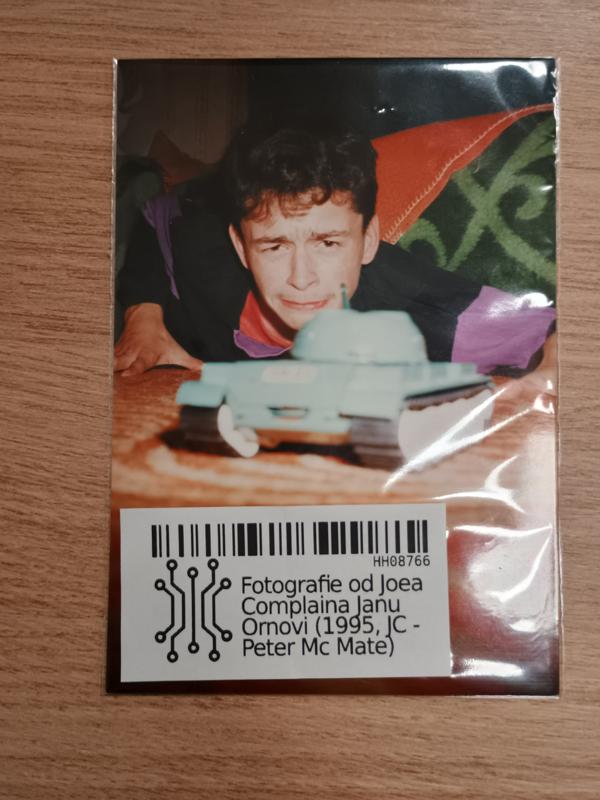 HH08766
Fotografie od Joea
Complaina Janu
Ornovi (1995, JC -
Peter Mc Mate)